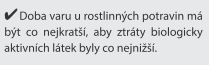 ✔ Doba varu u rostlinných potravin má
být co nejkratší, aby ztráty biologicky
aktivních látek byly co nejnižší.